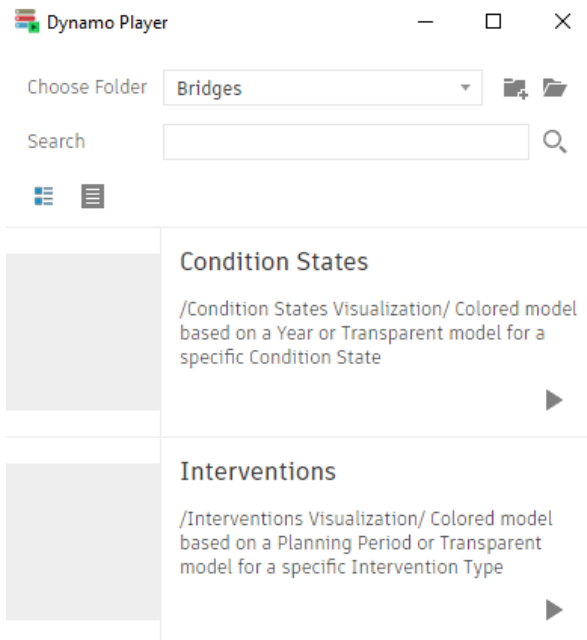 Dynamo Player
Choose Folder Bridges
Search
Condition States
/Condition States Visualization/ Colored model
based on a Year or Transparent model for a
specific Condition State
Interventions
/Interventions Visualization/ Colored model
based on a Planning Period or Transparent
model for a specific Intervention Type